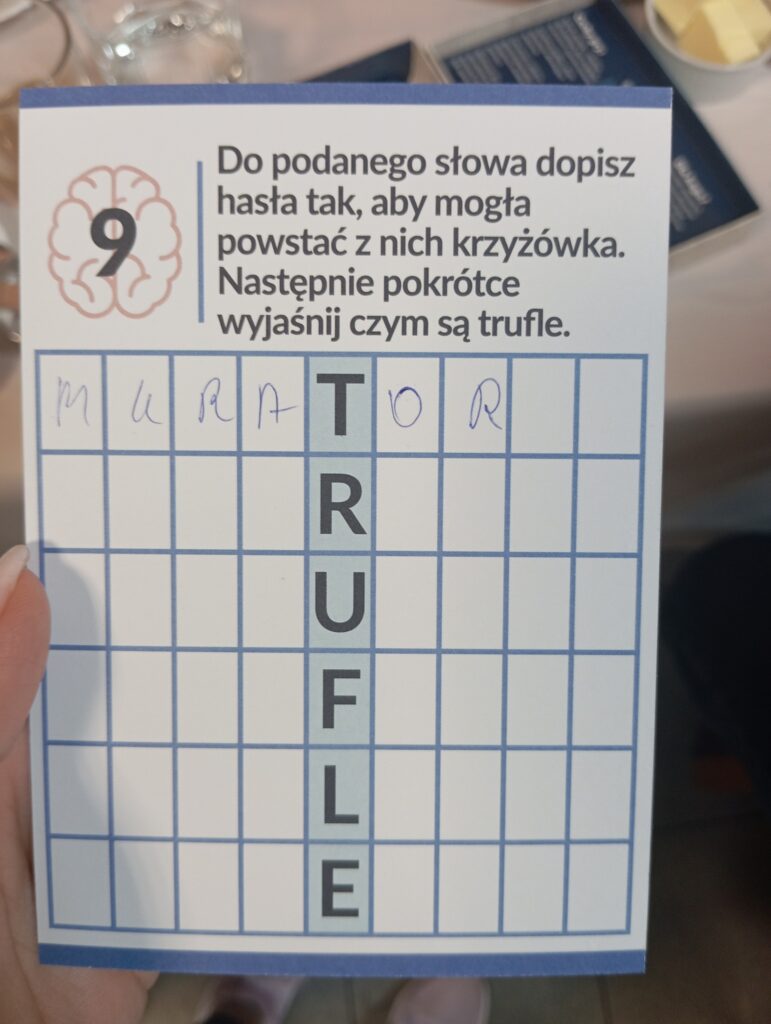 9
Do podanego słowa dopisz
hasła tak, aby mogła
powstać z nich krzyżówka.
Następnie pokrótce
wyjaśnij czym są trufle.
MURATOR
R
U
F
L
E